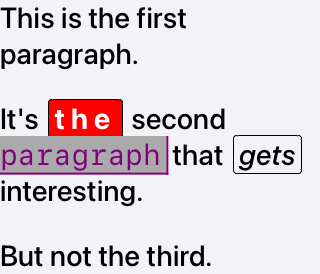 This is the first
paragraph.
It's the second
paragraph that gets
interesting.
But not the third.